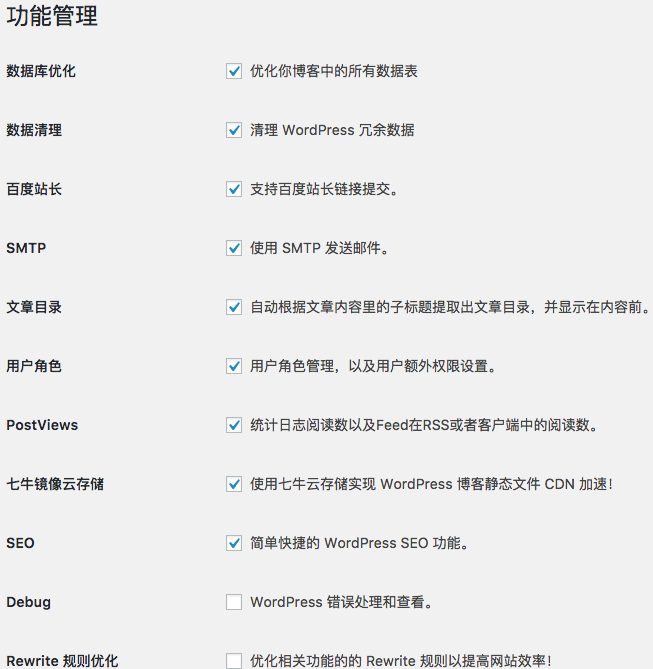 功能管理
数据库优化 优化你博客中的所有数据表
数据清理 清理 WordPress 冗余数据
百度站长 支持百度站长链接提交。
SMTP 使用 SMTP 发送邮件。
文章目录 自动根据文章内容里的子标题提取出文章目录，并显示在内容前。
用户角色 用户角色管理，以及用户额外权限设置。
PostViews 统计日志阅读数以及Feed在RSS或者客户端中的阅读数。
七牛镜像云存储 使用七牛云存储实现 WordPress 博客静态文件 CDN 加速！
SEO 简单快捷的 WordPress SEO 功能。
Debug WordPress 错误处理和查看。
Rewrite 规则优化 优化相关功能的的 Rewrite 规则以提高网站效率！